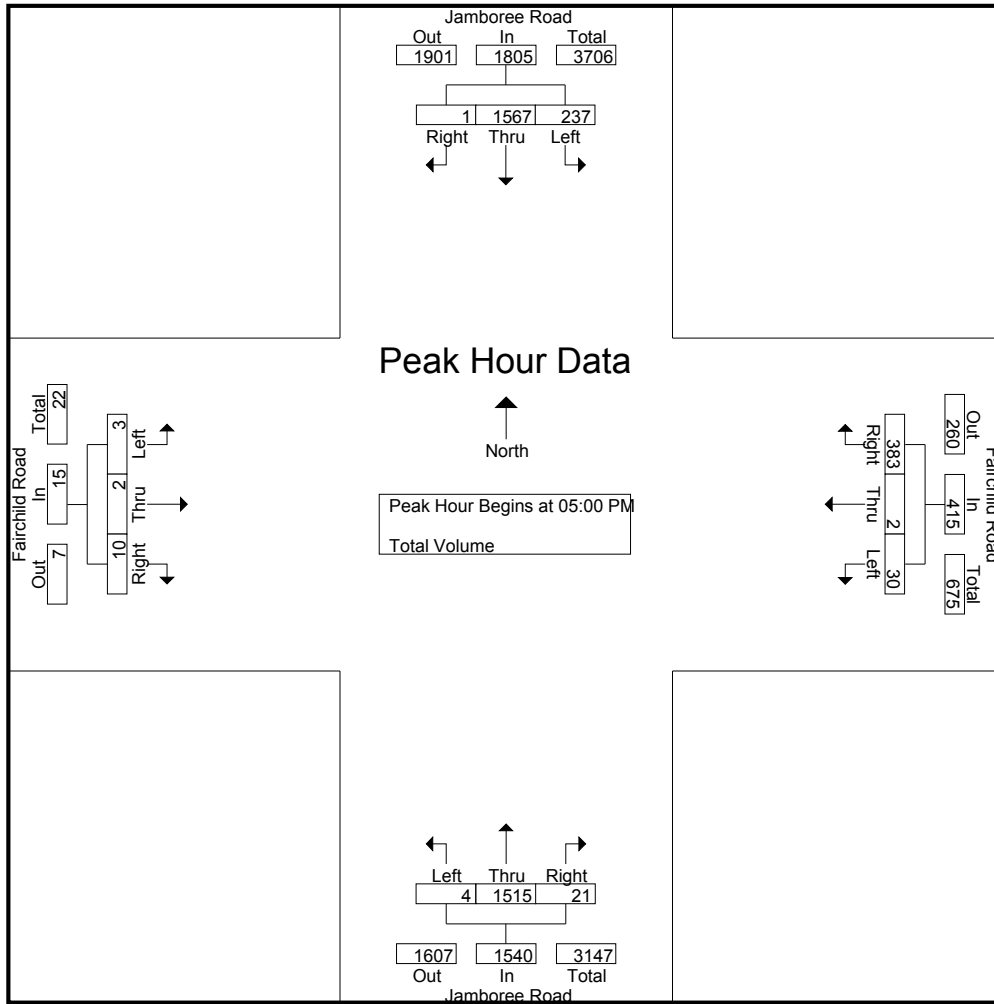 Jamboree Road
Out In Total
1901 1805 3706
1 1567 237
Right Thru Left
Peak Hour Data
North
Peak Hour Begins at 05:00 PM
Total Volume
Fairchild Road
Out In Total
7 15 22
10 2 3
Right Thru Left
Fairchild Road
Out In Total
260 415 675
383 2 30
Right Thru Left
Left Thru Right
4 1515 21
1607 1540 3147
Out In Total
Jamboree Road